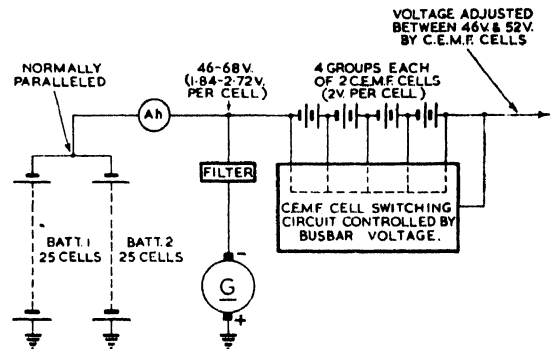 VOLTAGE ADJUSTED
BETWEEN 46V. & 52V.
BY C.E.M.F. CELLS
NORMALLY
PARALLELED
46-68V.
(1·84-2·72V.
PER CELL)
4 GROUPS EACH
OF 2 C.E.M.F. CELLS
(2V. PER CELL)
Ah
FILTER
C.E.M.F. CELL SWITCHING
CIRCUIT CONTROLLED BY
BUSBAR VOLTAGE.
BATT. 1
25 CELLS
BATT. 2
25 CELLS
-
G
+